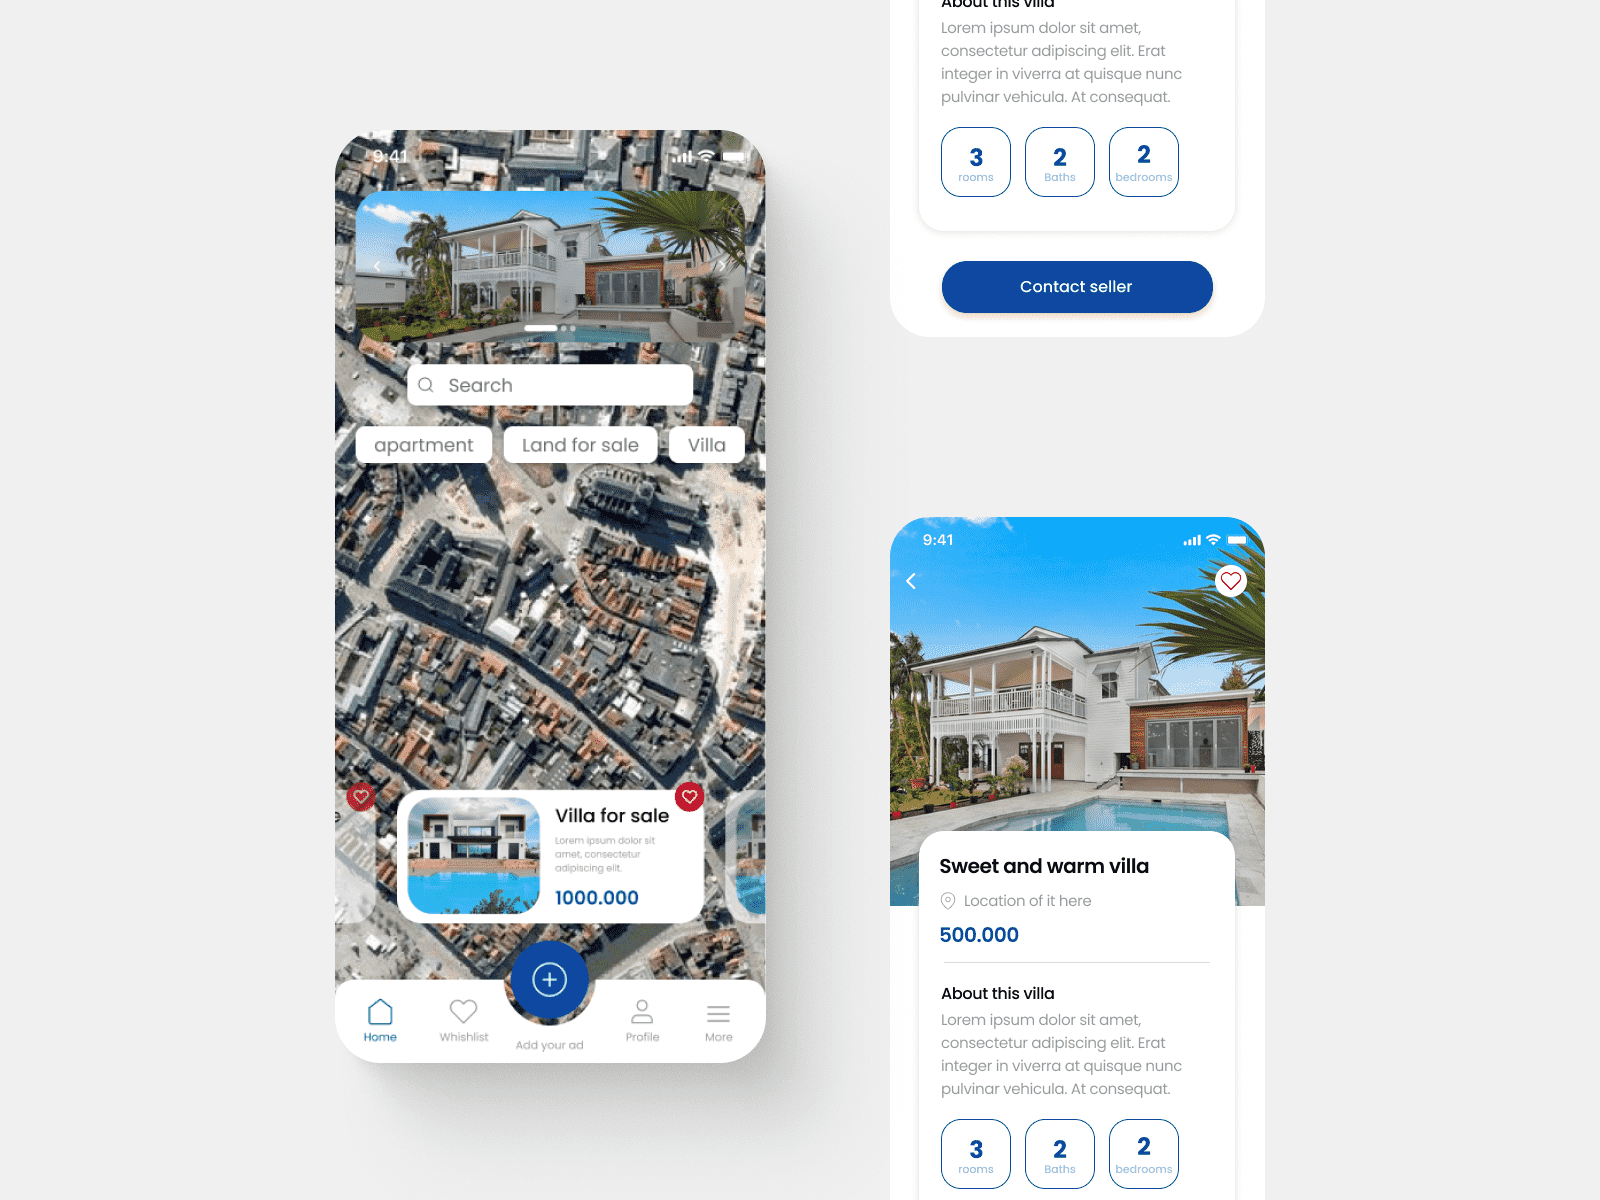 9:41
Search
apartment
Land for sale
Villa
e
Villa for sale
Lorem ipsum dolor sit
amet, consectetur
adipiscing elit.
1000.000
Home
Whishlist
Add your ad
Profile
More
About this villa
Lorem ipsum dolor sit amet,
consectetur adipiscing elit. Erat
integer in viverra at quisque nunc
pulvinar vehicula. At consequat.
3
rooms
2
Baths
2
bedrooms
Contact seller
9:41
Sweet and warm villa
Location of it here
500.000
About this villa
Lorem ipsum dolor sit amet,
consectetur adipiscing elit. Erat
integer in viverra at quisque nunc
pulvinar vehicula. At consequat.
3
rooms
2
Baths
2
bedrooms